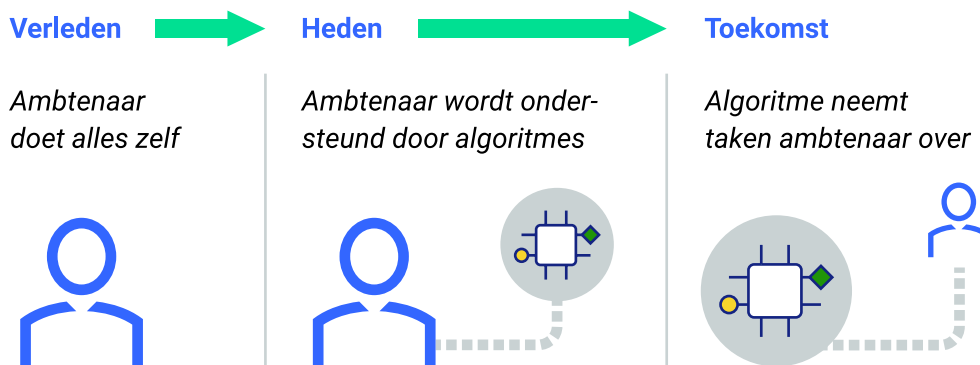 Verleden
Heden
Toekomst
Ambtenaar
doet alles zelf
Ambtenaar wordt onder-
steund door algoritmes
Algoritme neemt
taken ambtenaar over